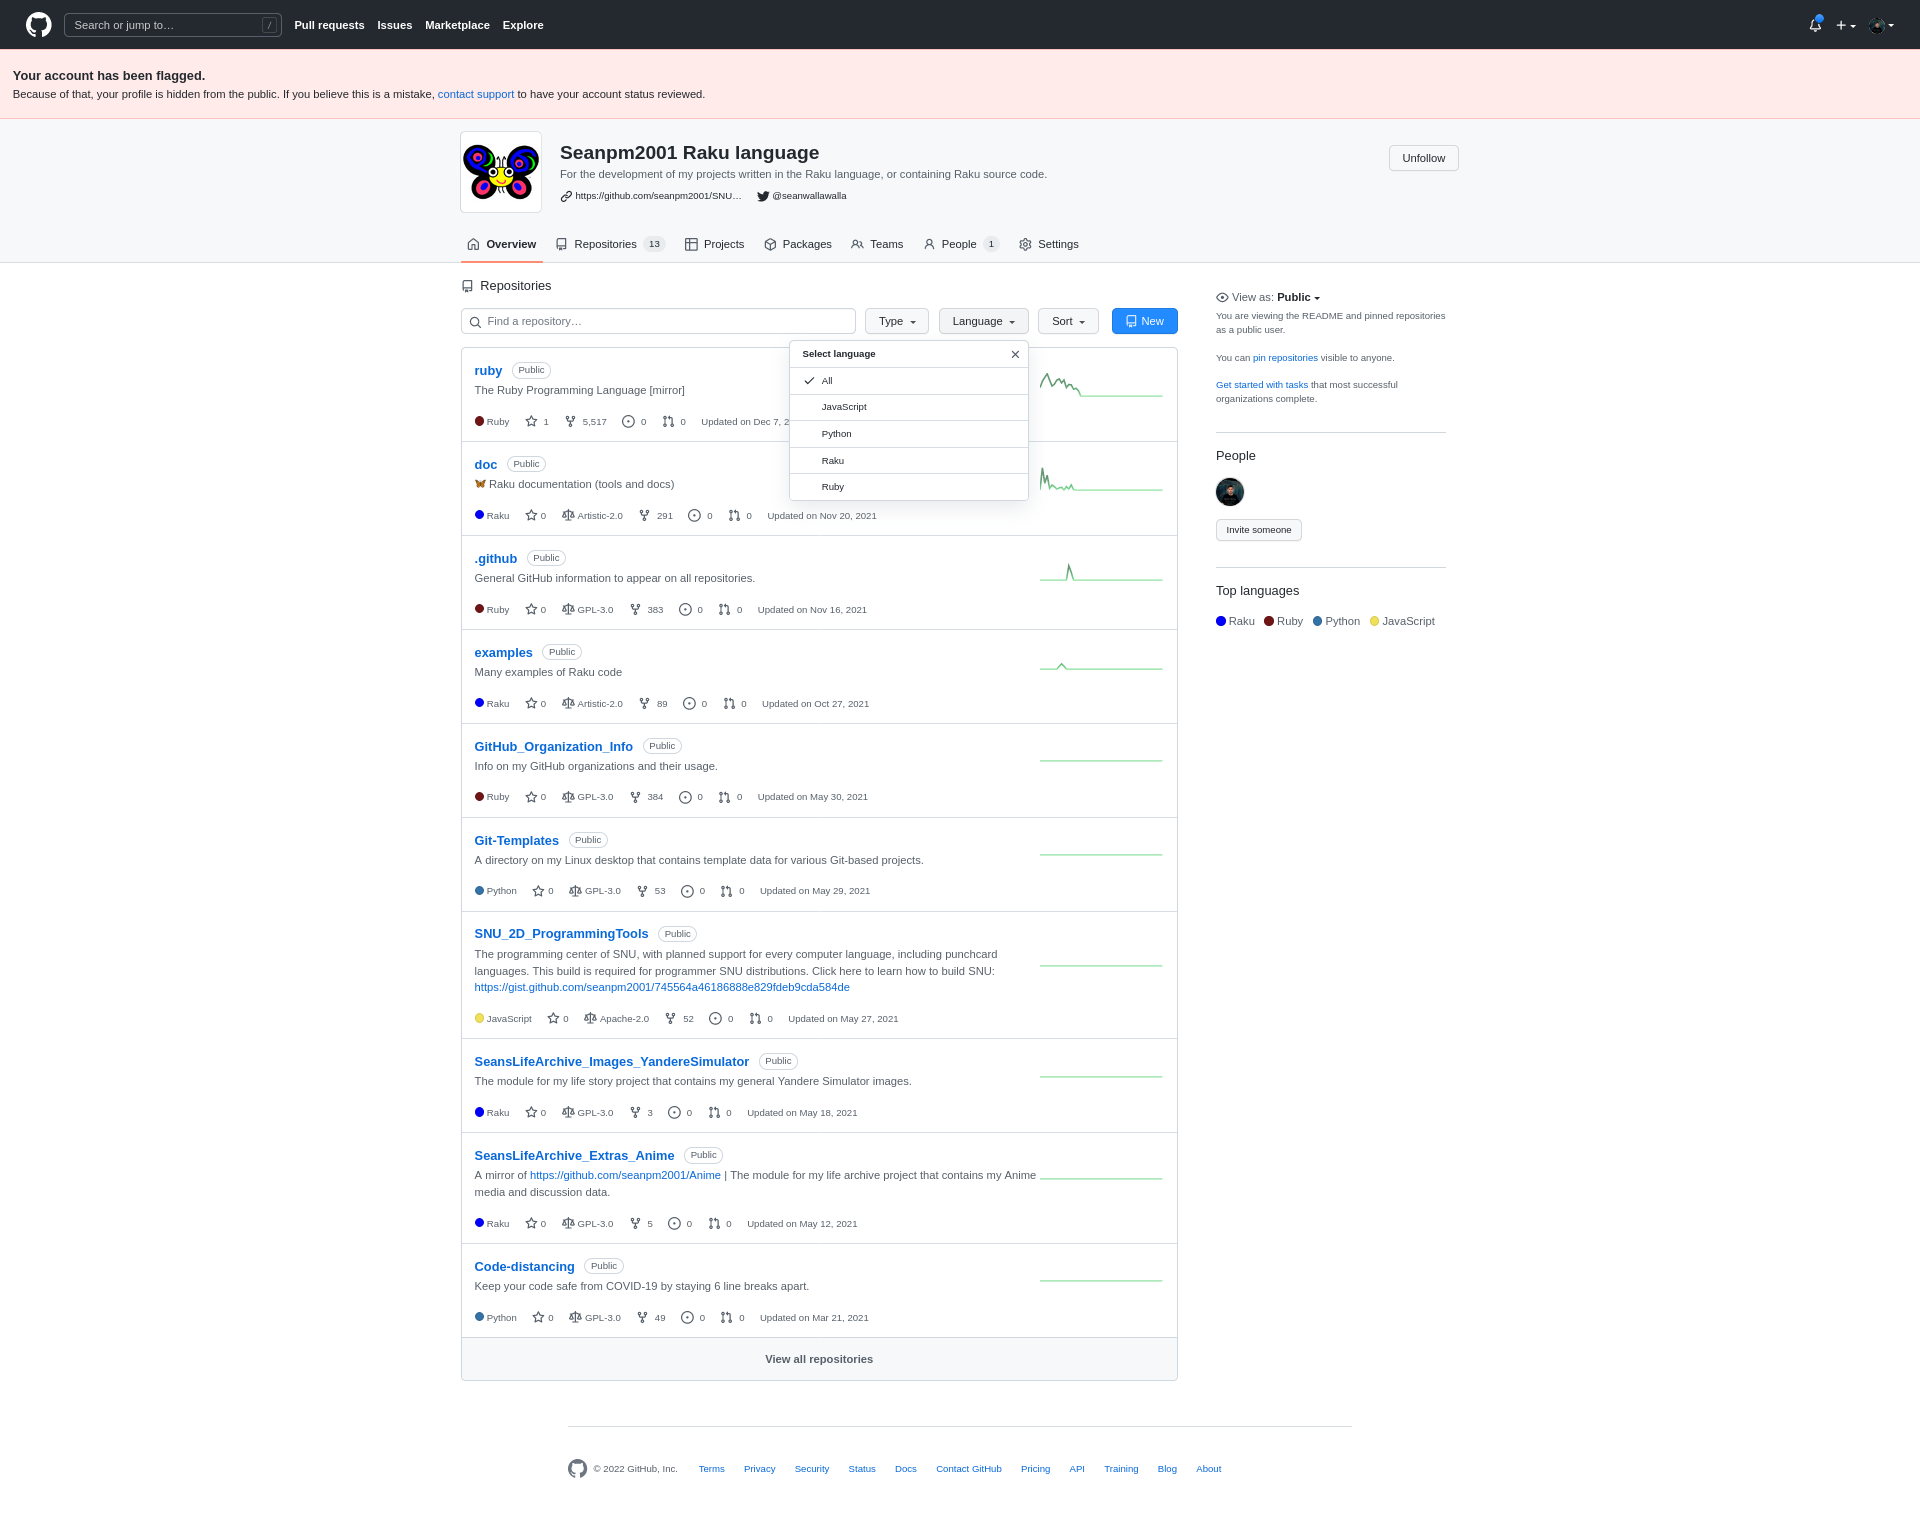 Search or jump to… /
Pull requests Issues Marketplace Explore
Your account has been flagged.
Because of that, your profile is hidden from the public. If you believe this is a mistake, contact support to have your account status reviewed.
Seanpm2001 Raku language
For the development of my projects written in the Raku language, or containing Raku source code.
https://github.com/seanpm2001/SNU… @seanwallawalla
Unfollow
Overview Repositories 13 Projects Packages Teams People 1 Settings
Repositories
Find a repository… Type Language Sort New
Select language
All
JavaScript
Python
Raku
Ruby
ruby Public
The Ruby Programming Language [mirror]
Ruby 1 5,517 0 0 Updated on Dec 7, 2
doc Public
Raku documentation (tools and docs)
Raku 0 Artistic-2.0 291 0 0 Updated on Nov 20, 2021
.github Public
General GitHub information to appear on all repositories.
Ruby 0 GPL-3.0 383 0 0 Updated on Nov 16, 2021
examples Public
Many examples of Raku code
Raku 0 Artistic-2.0 89 0 0 Updated on Oct 27, 2021
GitHub_Organization_Info Public
Info on my GitHub organizations and their usage.
Ruby 0 GPL-3.0 384 0 0 Updated on May 30, 2021
Git-Templates Public
A directory on my Linux desktop that contains template data for various Git-based projects.
Python 0 GPL-3.0 53 0 0 Updated on May 29, 2021
SNU_2D_ProgrammingTools Public
The programming center of SNU, with planned support for every computer language, including punchcard
languages. This build is required for programmer SNU distributions. Click here to learn how to build SNU:
https://gist.github.com/seanpm2001/745564a46186888e829fdeb9cda584de
JavaScript 0 Apache-2.0 52 0 0 Updated on May 27, 2021
SeansLifeArchive_Images_YandereSimulator Public
The module for my life story project that contains my general Yandere Simulator images.
Raku 0 GPL-3.0 3 0 0 Updated on May 18, 2021
SeansLifeArchive_Extras_Anime Public
A mirror of https://github.com/seanpm2001/Anime | The module for my life archive project that contains my Anime
media and discussion data.
Raku 0 GPL-3.0 5 0 0 Updated on May 12, 2021
Code-distancing Public
Keep your code safe from COVID-19 by staying 6 line breaks apart.
Python 0 GPL-3.0 49 0 0 Updated on Mar 21, 2021
View all repositories
View as: Public
You are viewing the README and pinned repositories
as a public user.
You can pin repositories visible to anyone.
Get started with tasks that most successful
organizations complete.
People
Invite someone
Top languages
Raku Ruby Python JavaScript
© 2022 GitHub, Inc. Terms Privacy Security Status Docs Contact GitHub Pricing API Training Blog About